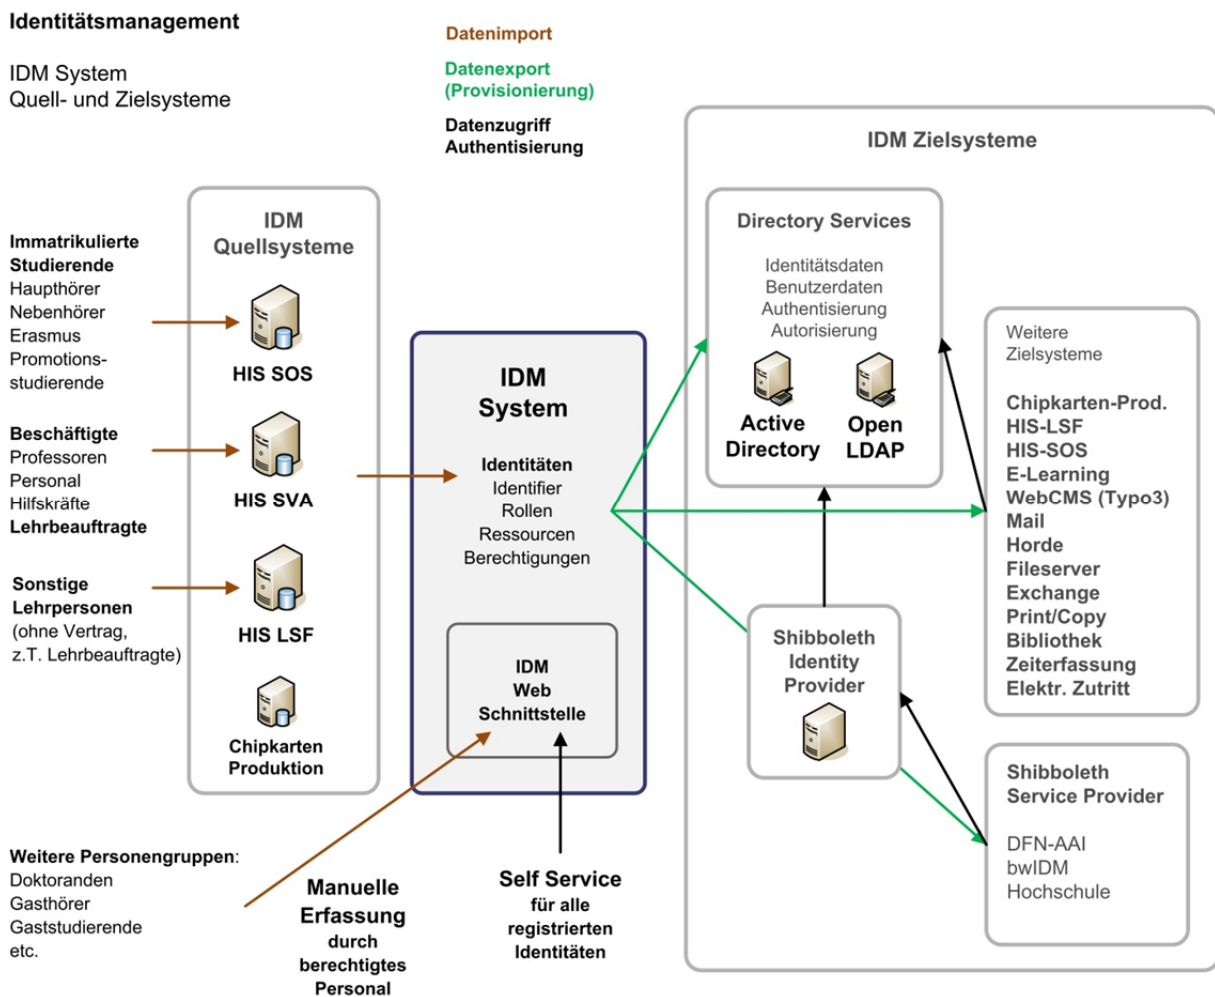 Identitätsmanagement
IDM System
Quell- und Zielsysteme
Datenimport
Datenexport
(Provisionierung)
Datenzugriff
Authentisierung
Immatrikulierte
Studierende
Haupthörer
Nebenhörer
Erasmus
Promotions-
studierende
Beschäftigte
Professoren
Personal
Hilfskräfte
Lehrbeauftragte
Sonstige
Lehrpersonen
(ohne Vertrag,
z.T. Lehrbeauftragte)
IDM
Quellsysteme
HIS SOS
HIS SVA
HIS LSF
Chipkarten
Produktion
IDM
System
Identitäten
Identifier
Rollen
Ressourcen
Berechtigungen
IDM
Web
Schnittstelle
IDM Zielsysteme
Directory Services
Identitätsdaten
Benutzerdaten
Authentisierung
Autorisierung
Active
Directory
Open
LDAP
Weitere
Zielsysteme
Chipkarten-Prod.
HIS-LSF
HIS-SOS
E-Learning
WebCMS (Typo3)
Mail
Horde
Fileserver
Exchange
Print/Copy
Bibliothek
Zeiterfassung
Elektr. Zutritt
Shibboleth
Identity
Provider
Shibboleth
Service Provider
DFN-AAI
bwIDM
Hochschule
Weitere Personengruppen:
Doktoranden
Gasthörer
Gaststudierende
etc.
Manuelle
Erfassung
durch
berechtigtes
Personal
Self Service
für alle
registrierten
Identitäten